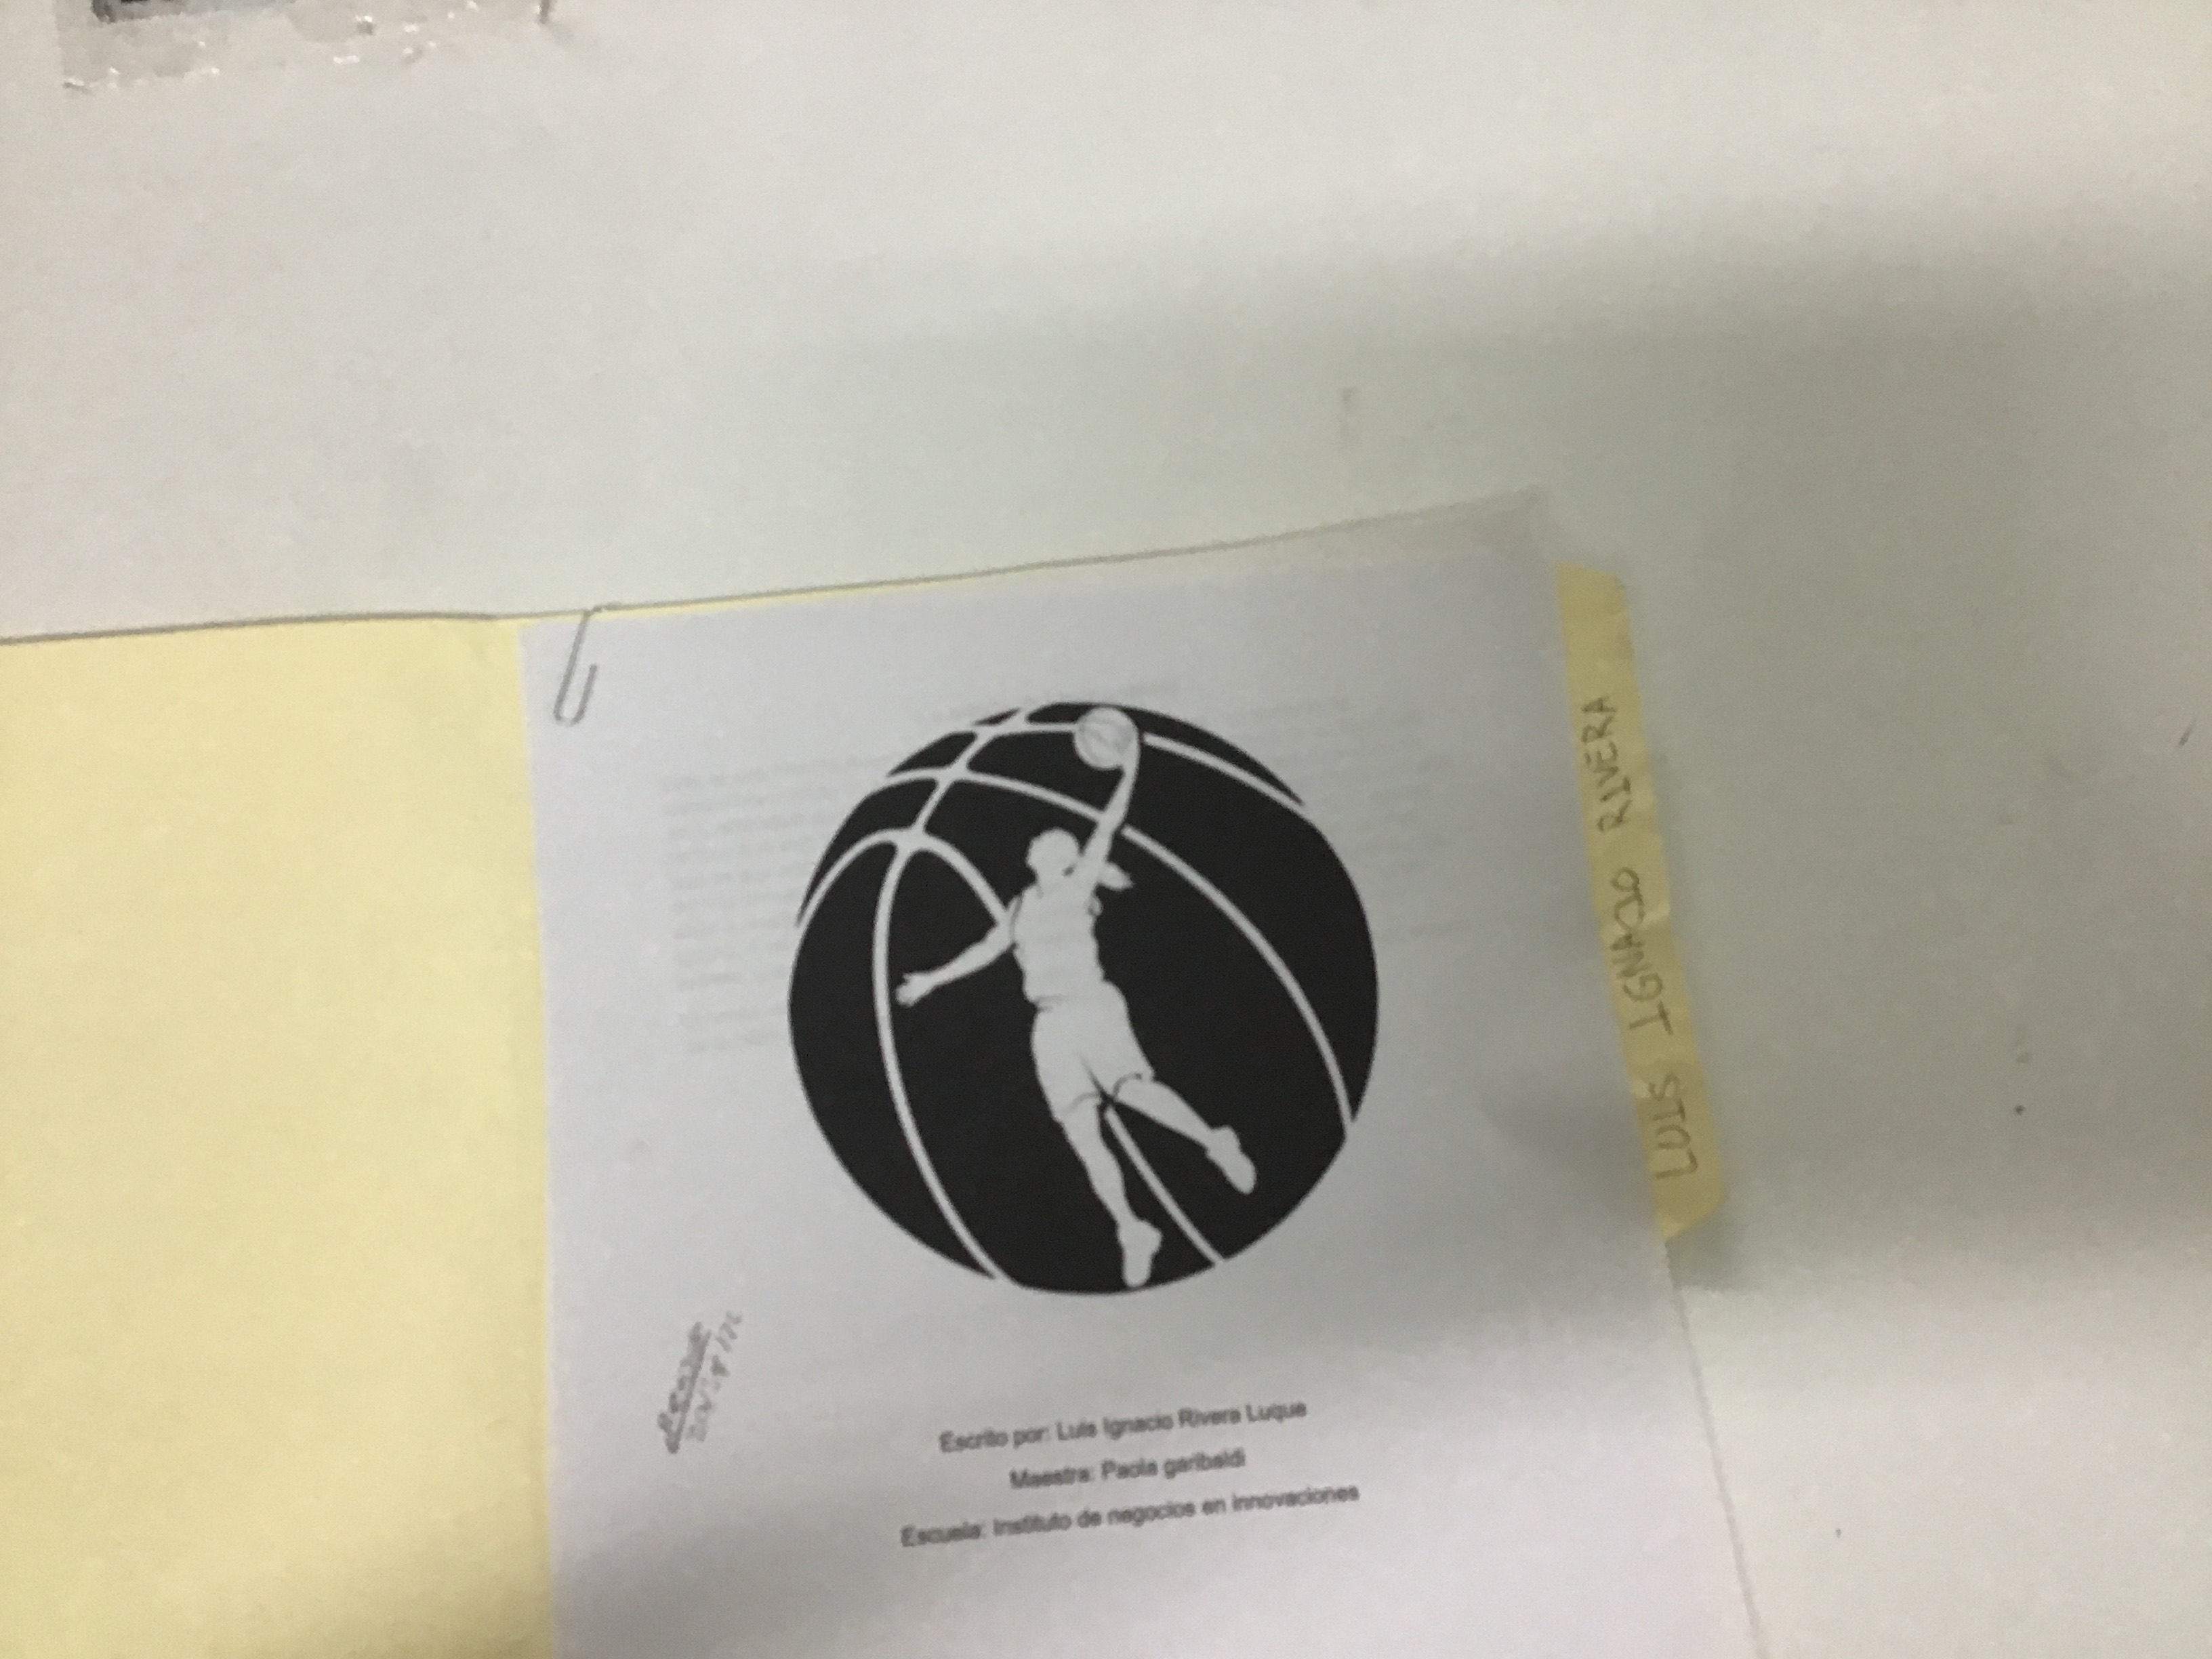 LUIS IGNACIO RIVERA
Escrito por: Luis Ignacio Rivera Luque
Maestra: Paola garibaldi
Escuela: Instituto de negocios en innovaciones